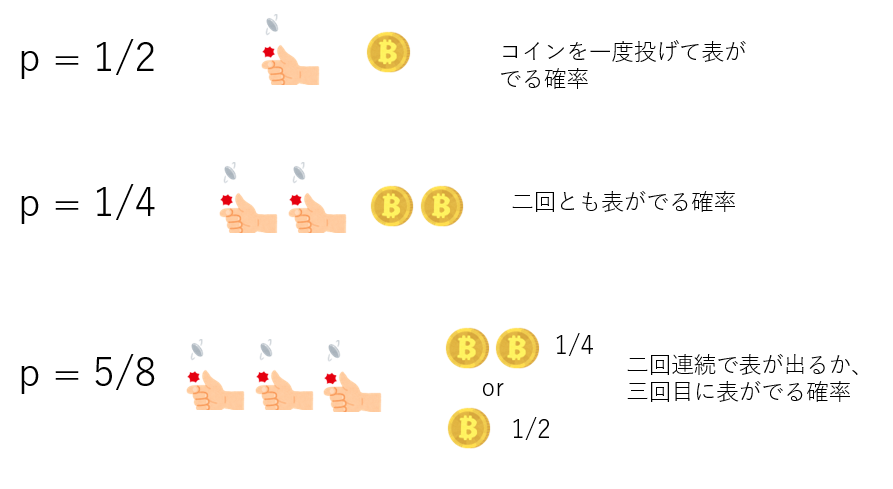 p = 1/2
コインを一度投げて表が
でる確率
p = 1/4
二回とも表がでる確率
p = 5/8
1/4
or
1/2
二回連続で表が出るか、
三回目に表がでる確率